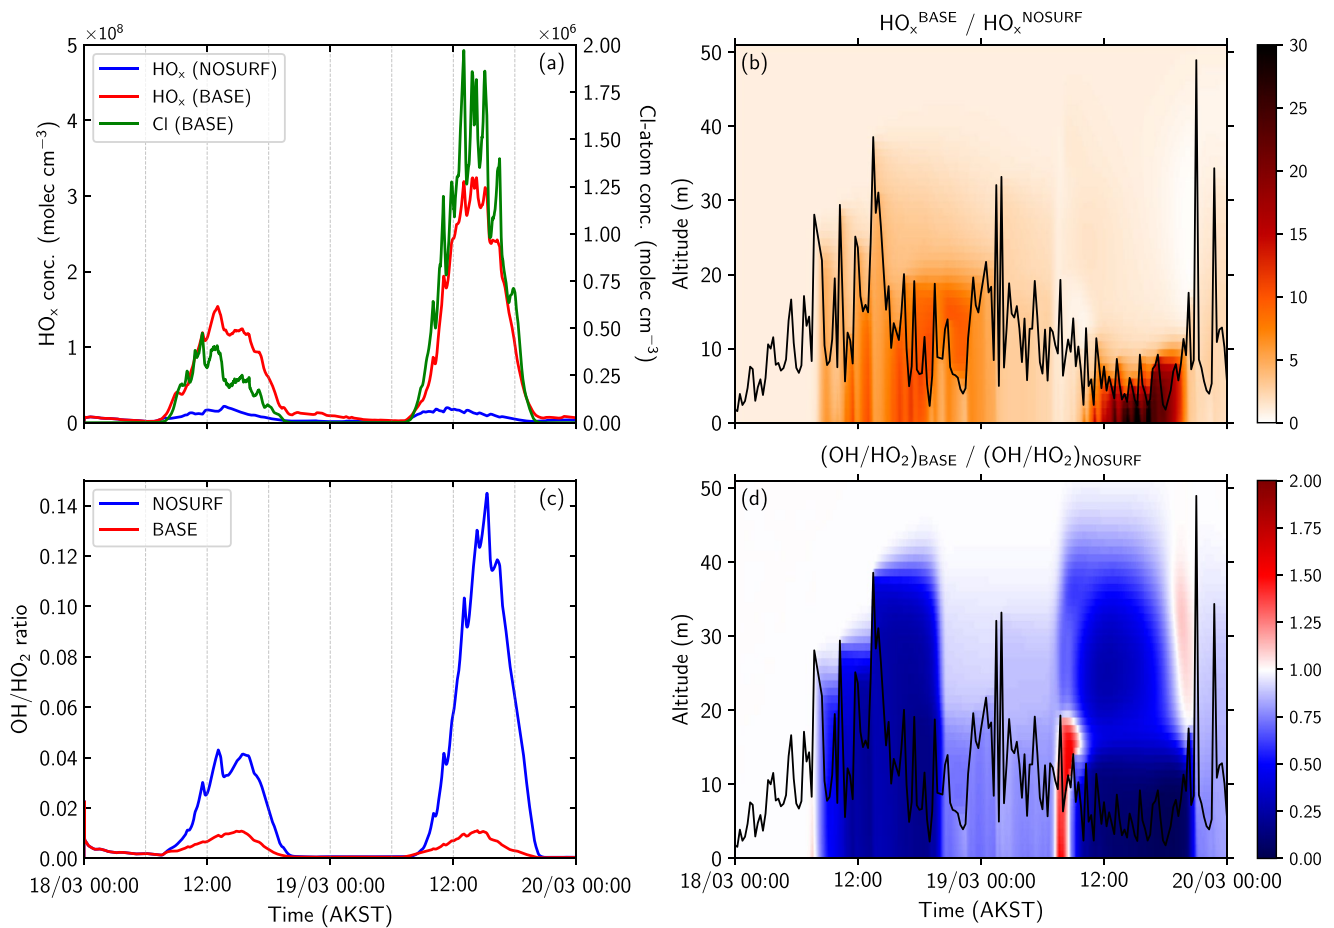 ×10⁸
×10⁶
HOₓ (NOSURF)
HOₓ (BASE)
Cl (BASE)
(a)
5
4
3
2
1
0
HOₓ conc. (molec cm⁻³)
2.00
1.75
1.50
1.25
1.00
0.75
0.50
0.25
0.00
Cl-atom conc. (molec cm⁻³)
HOₓᴮᴬˢᴱ / HOₓᴺᴼˢᵁᴿᶠ
(b)
50
40
30
20
10
0
Altitude (m)
30
25
20
15
10
5
0
NOSURF
BASE
(c)
0.14
0.12
0.10
0.08
0.06
0.04
0.02
0.00
OH/HO₂ ratio
18/03 00:00 12:00 19/03 00:00 12:00 20/03 00:00
Time (AKST)
(OH/HO₂)BASE / (OH/HO₂)NOSURF
(d)
50
40
30
20
10
0
Altitude (m)
2.00
1.75
1.50
1.25
1.00
0.75
0.50
0.25
0.00
18/03 00:00 12:00 19/03 00:00 12:00 20/03 00:00
Time (AKST)